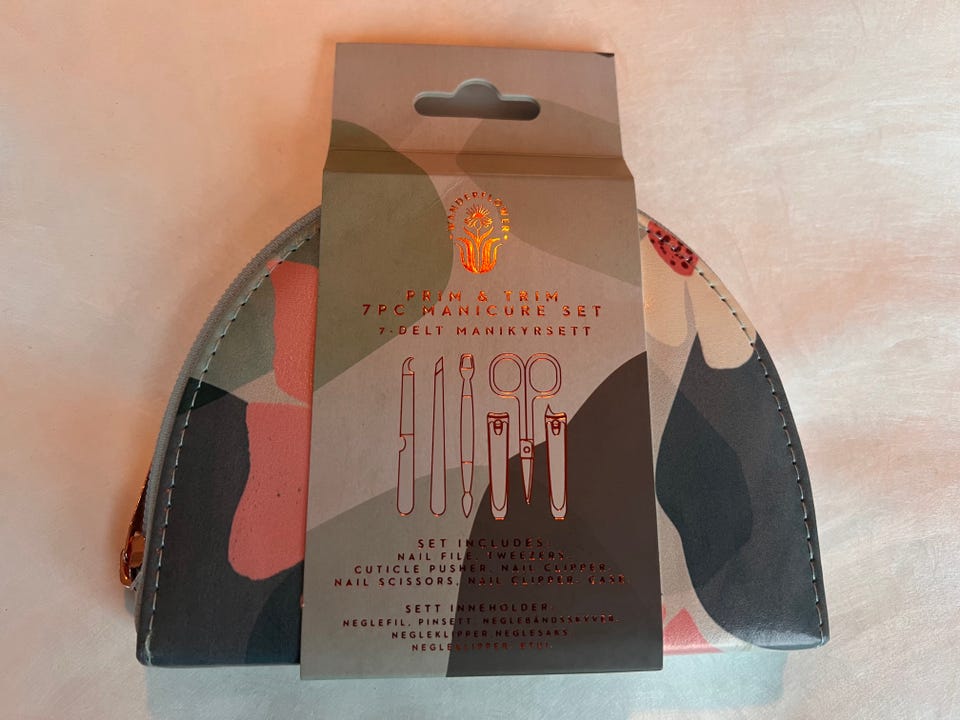 WANDERFLOWER
PRIM & TRIM
7PC MANICURE SET
7-DELT MANIKYRSETT
SET INCLUDES:
NAIL FILE, TWEEZERS,
CUTICLE PUSHER, NAIL CLIPPER,
NAIL SCISSORS, NAIL CLIPPER, CASE.
SETT INNEHOLDER:
NEGLEFIL, PINSETT, NEGLEBÅNDSSKYVER,
NEGLEKLIPPER, NEGLESAKS,
NEGLEKLIPPER, ETUI.